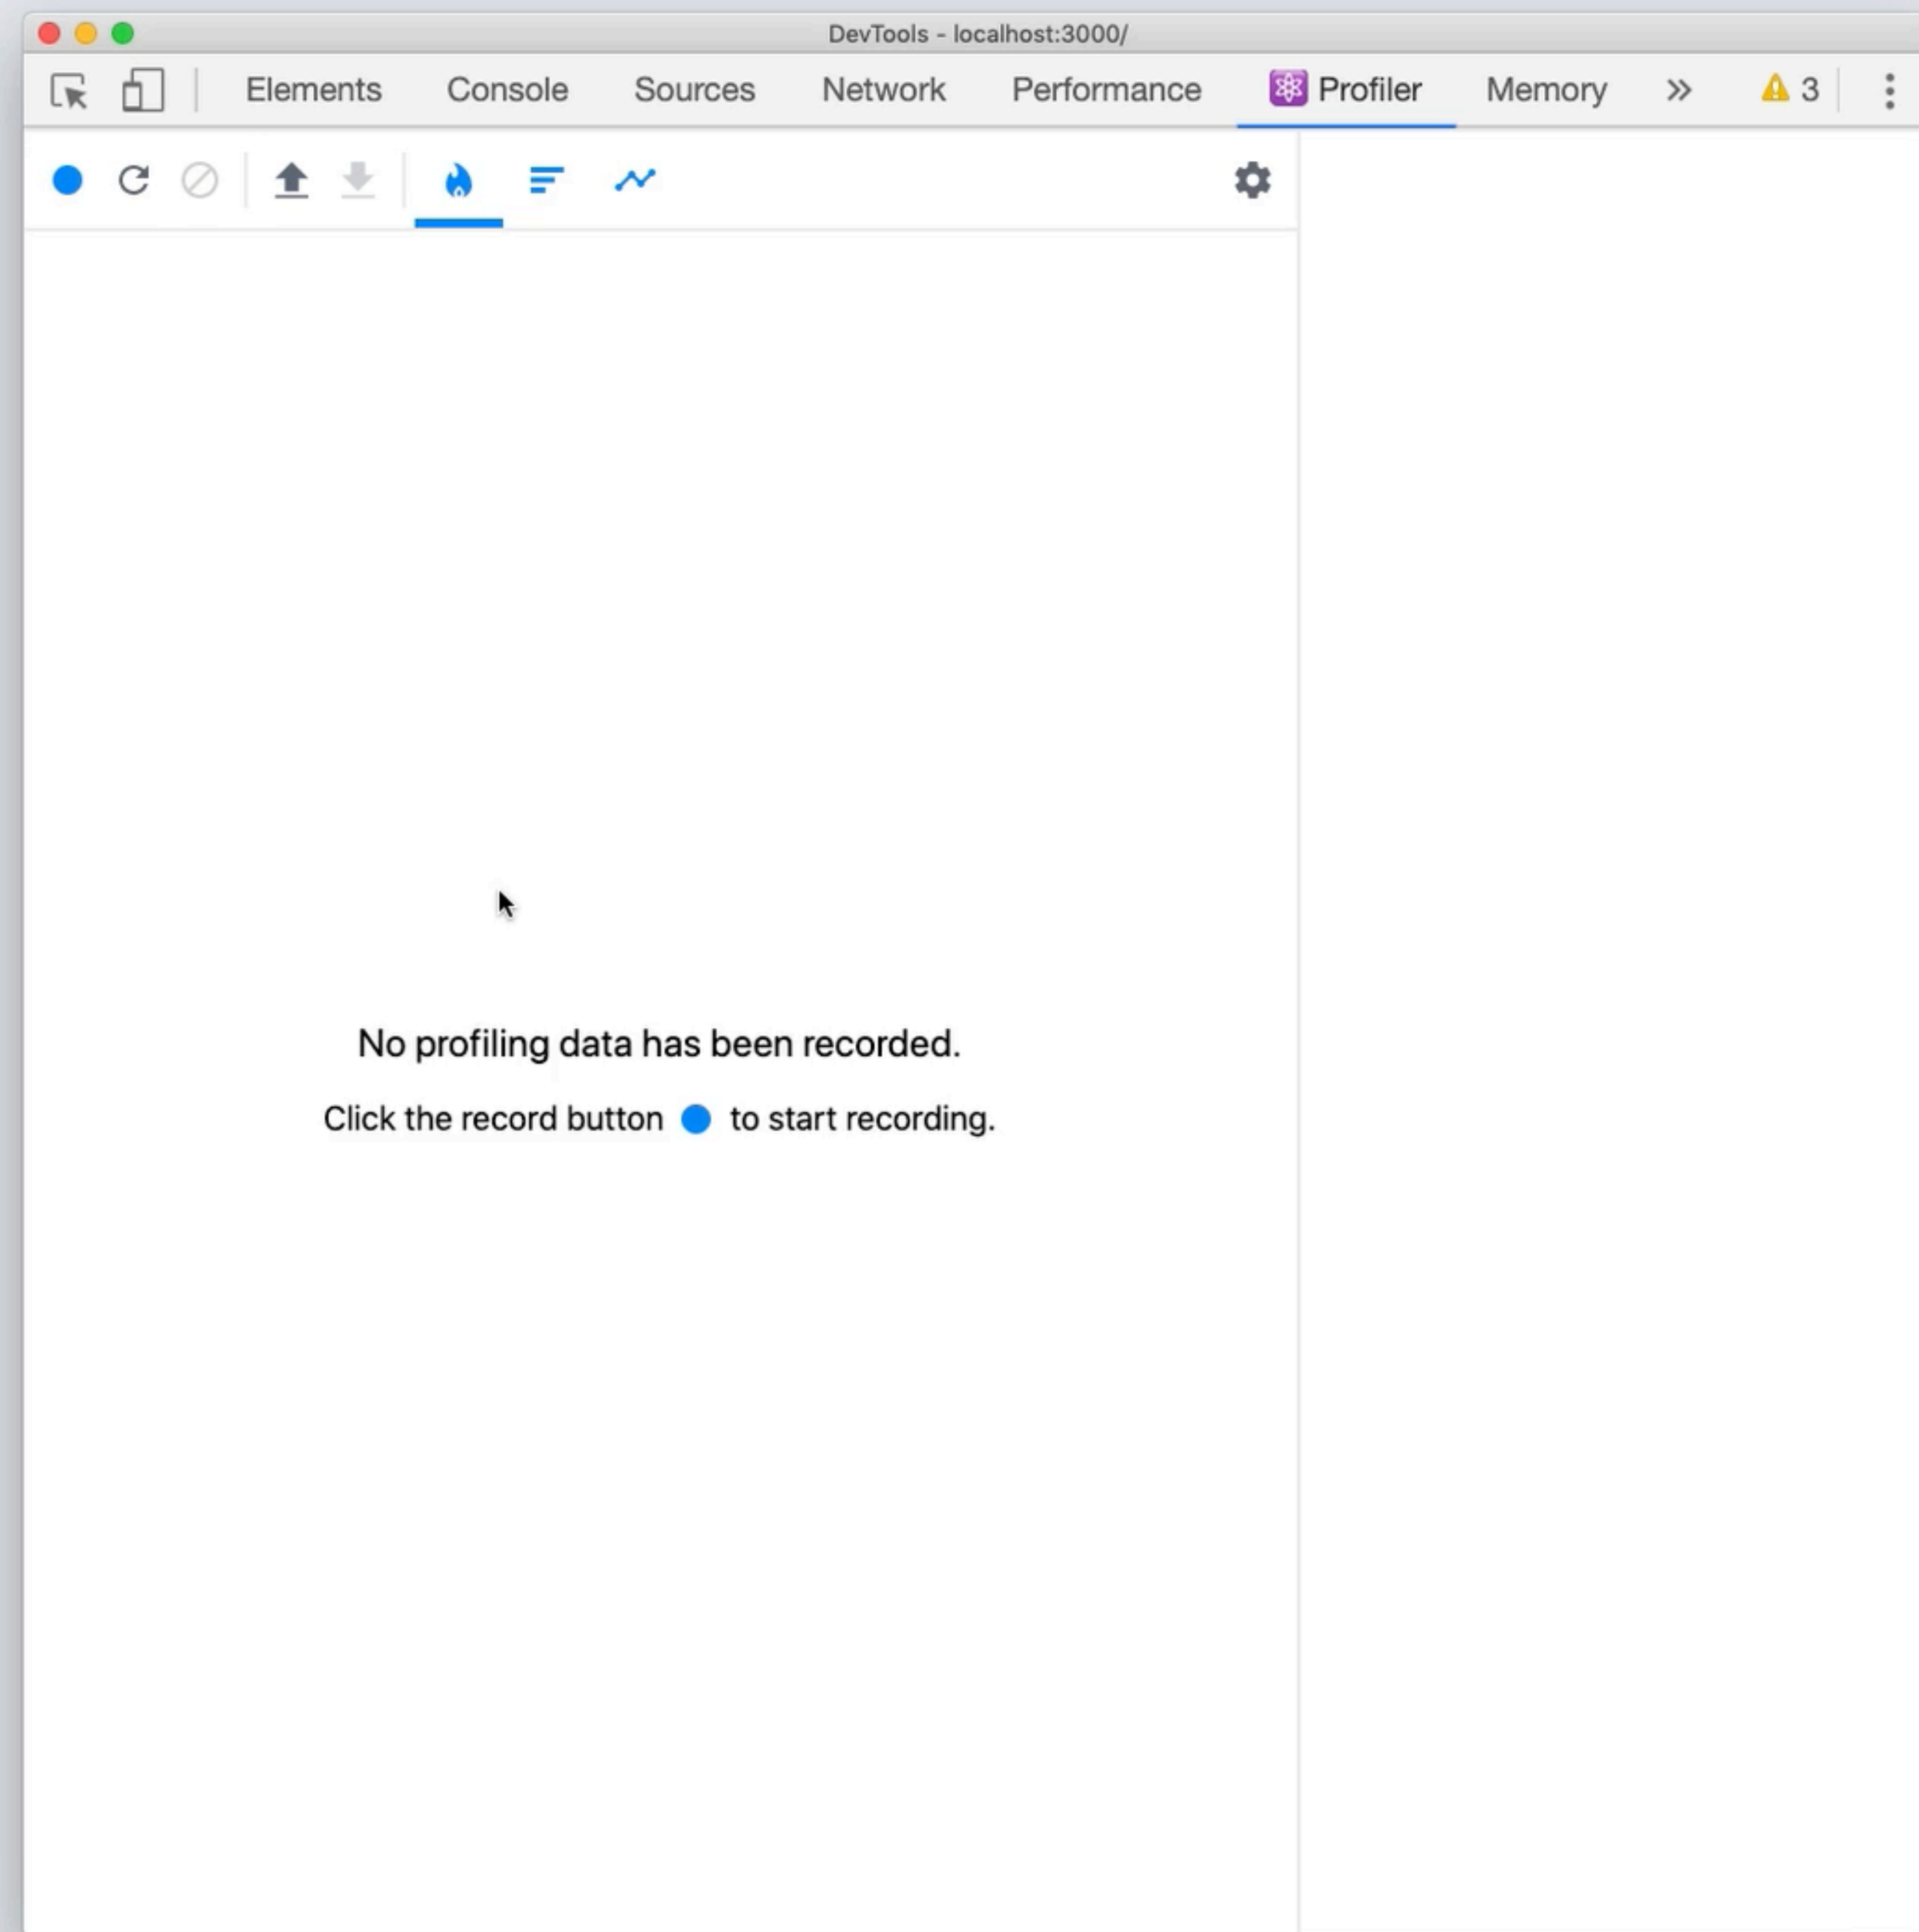 DevTools - localhost:3000/
Elements Console Sources Network Performance Profiler Memory 3
No profiling data has been recorded.
Click the record button to start recording.